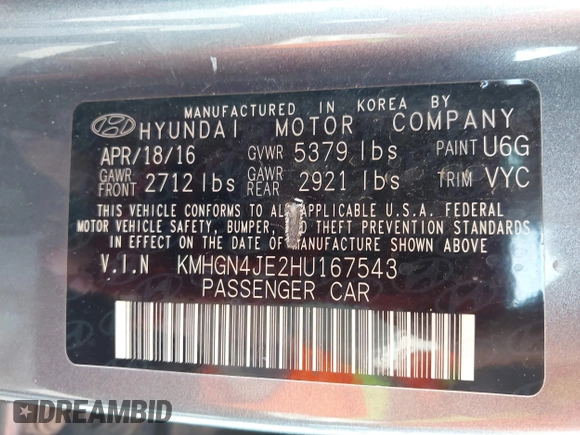 MANUFACTURED IN KOREA BY
HYUNDAI MOTOR COMPANY
APR/18/16 GVWR 5379 lbs PAINT U6G
GAWR FRONT 2712 lbs GAWR REAR 2921 lbs TRIM VYC
THIS VEHICLE CONFORMS TO ALL APPLICABLE U.S.A. FEDERAL
MOTOR VEHICLE SAFETY, BUMPER, AND THEFT PREVENTION STANDARDS
IN EFFECT ON THE DATE OF MANUFACTURE SHOWN ABOVE
V.I.N KMHGN4JE2HU167543
PASSENGER CAR
DREAMBID